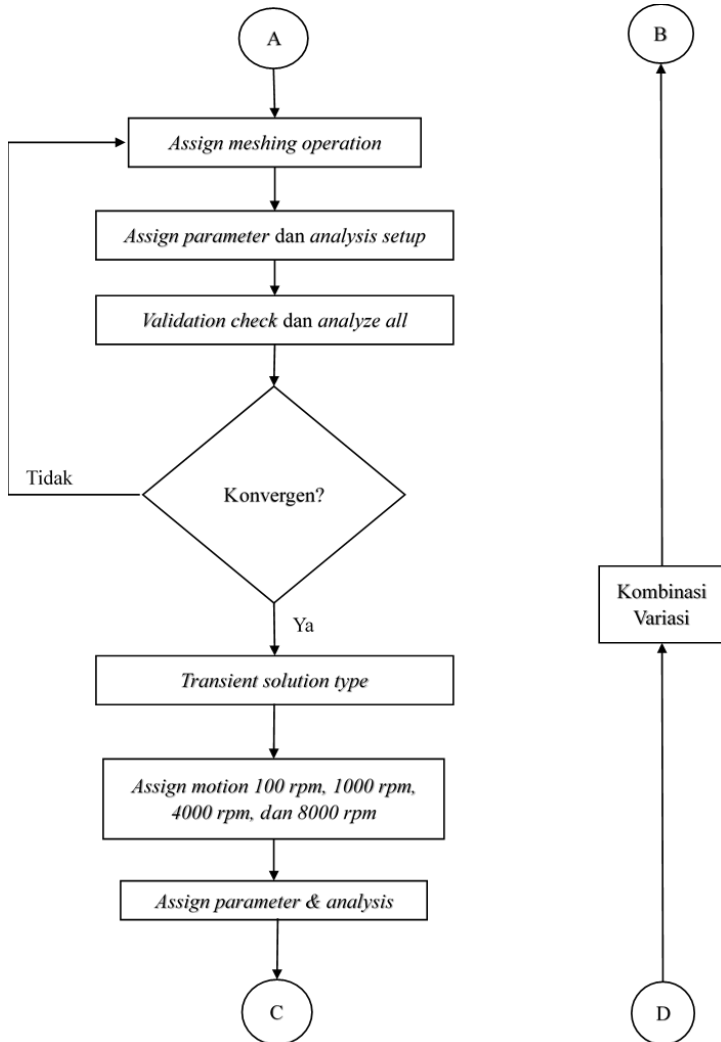 A
Assign meshing operation
Assign parameter dan analysis setup
Validation check dan analyze all
Konvergen?
Tidak
Ya
Transient solution type
Assign motion 100 rpm, 1000 rpm,
4000 rpm, dan 8000 rpm
Assign parameter & analysis
C
B
Kombinasi
Variasi
D